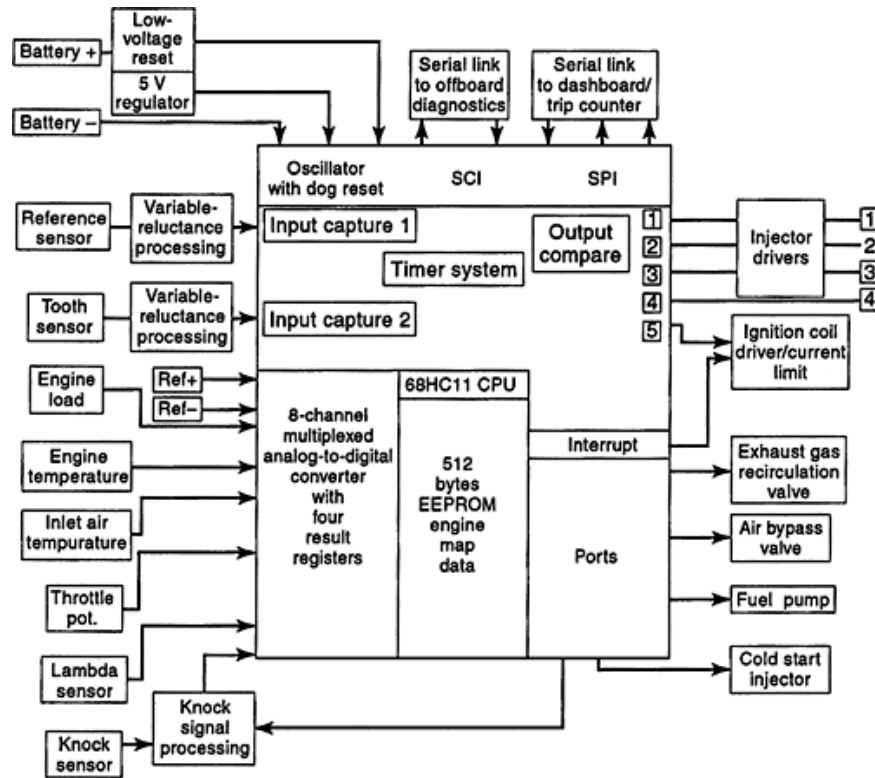 Low-
voltage
reset
Battery +
5 V
regulator
Battery –
Serial link
to offboard
diagnostics
Serial link
to dashboard/
trip counter
Oscillator
with dog reset
SCI
SPI
Reference
sensor
Variable-
reluctance
processing
Input capture 1
Timer system
Output
compare
1
2
3
4
5
Injector
drivers
1
2
3
4
Tooth
sensor
Variable-
reluctance
processing
Input capture 2
Ignition coil
driver/current
limit
Engine
load
Ref+
Ref–
8-channel
multiplexed
analog-to-digital
converter
with
four
result
registers
68HC11 CPU
512
bytes
EEPROM
engine
map
data
Interrupt
Ports
Engine
temperature
Inlet air
tempurature
Throttle
pot.
Lambda
sensor
Knock
sensor
Knock
signal
processing
Exhaust gas
recirculation
valve
Air bypass
valve
Fuel pump
Cold start
injector